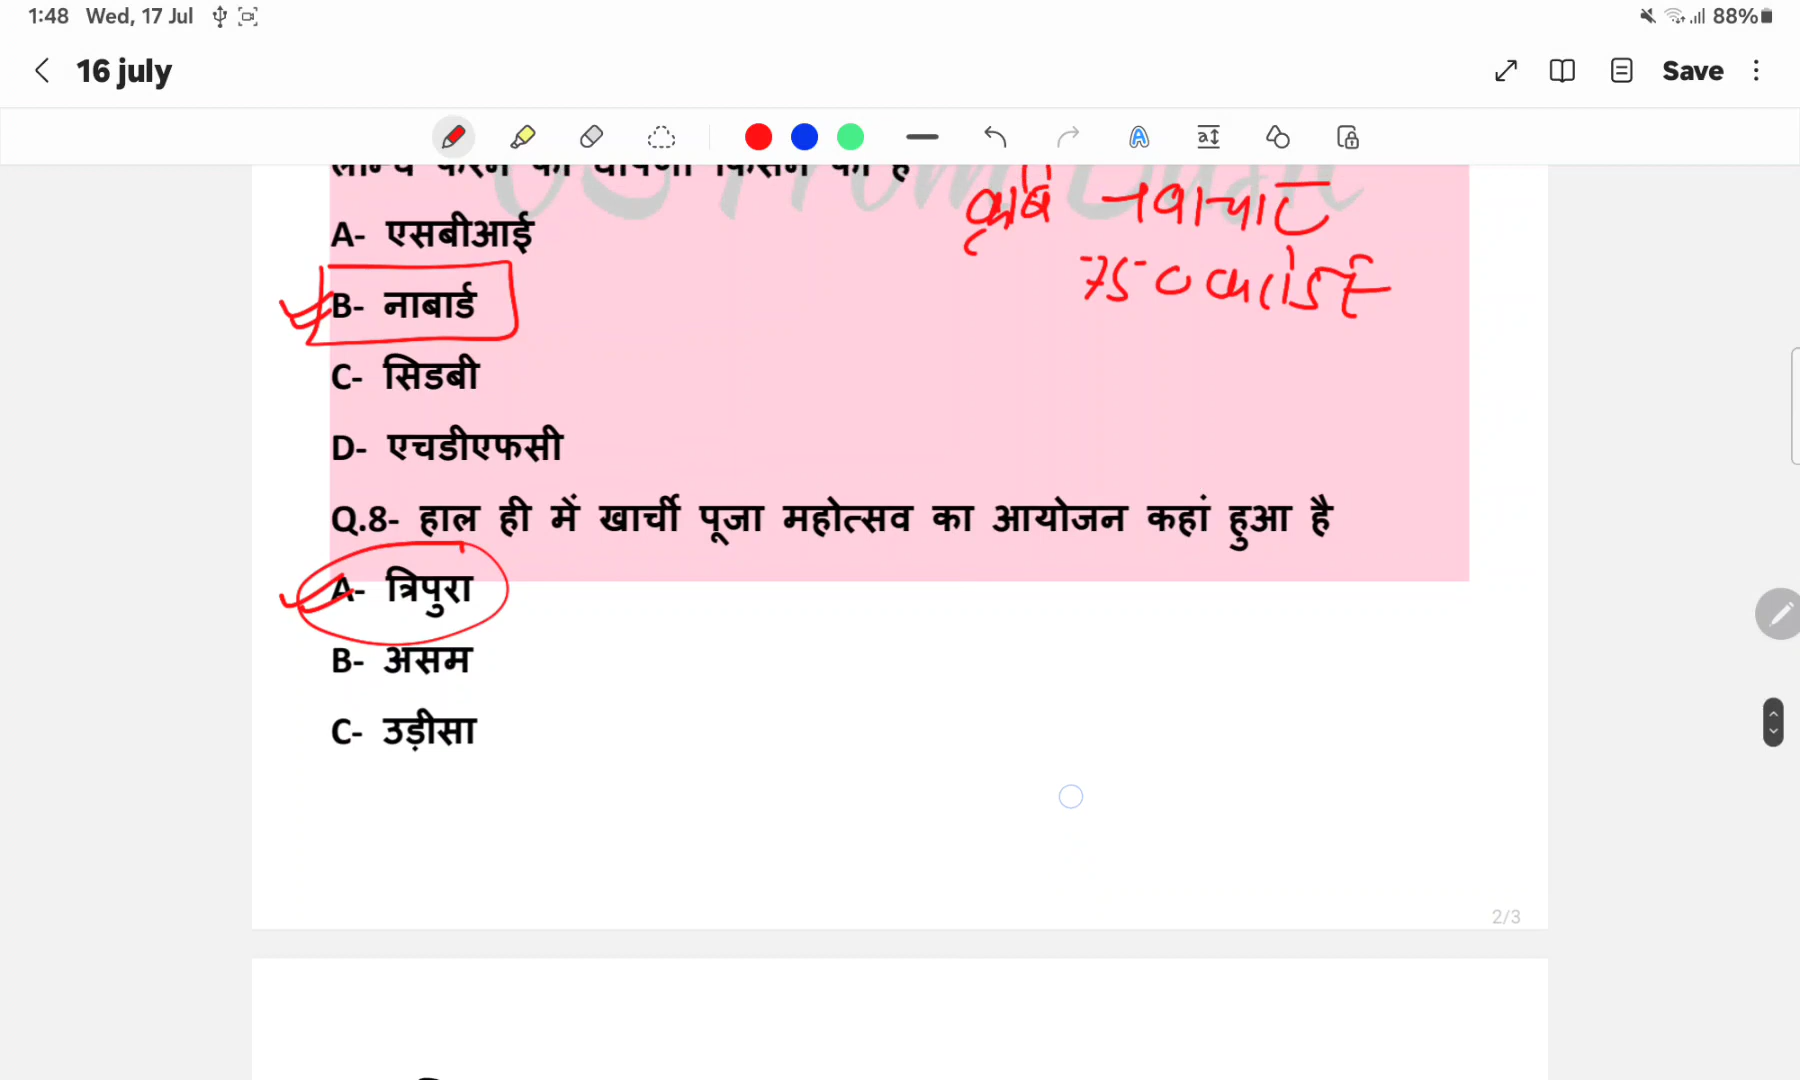 1:48 Wed, 17 Jul 88%
16 july
Save
A- एसबीआई
B- नाबार्ड
C- सिडबी
D- एचडीएफसी
750
Q.8- हाल ही में खार्ची पूजा महोत्सव का आयोजन कहां हुआ है
A- त्रिपुरा
B- असम
C- उड़ीसा
2/3